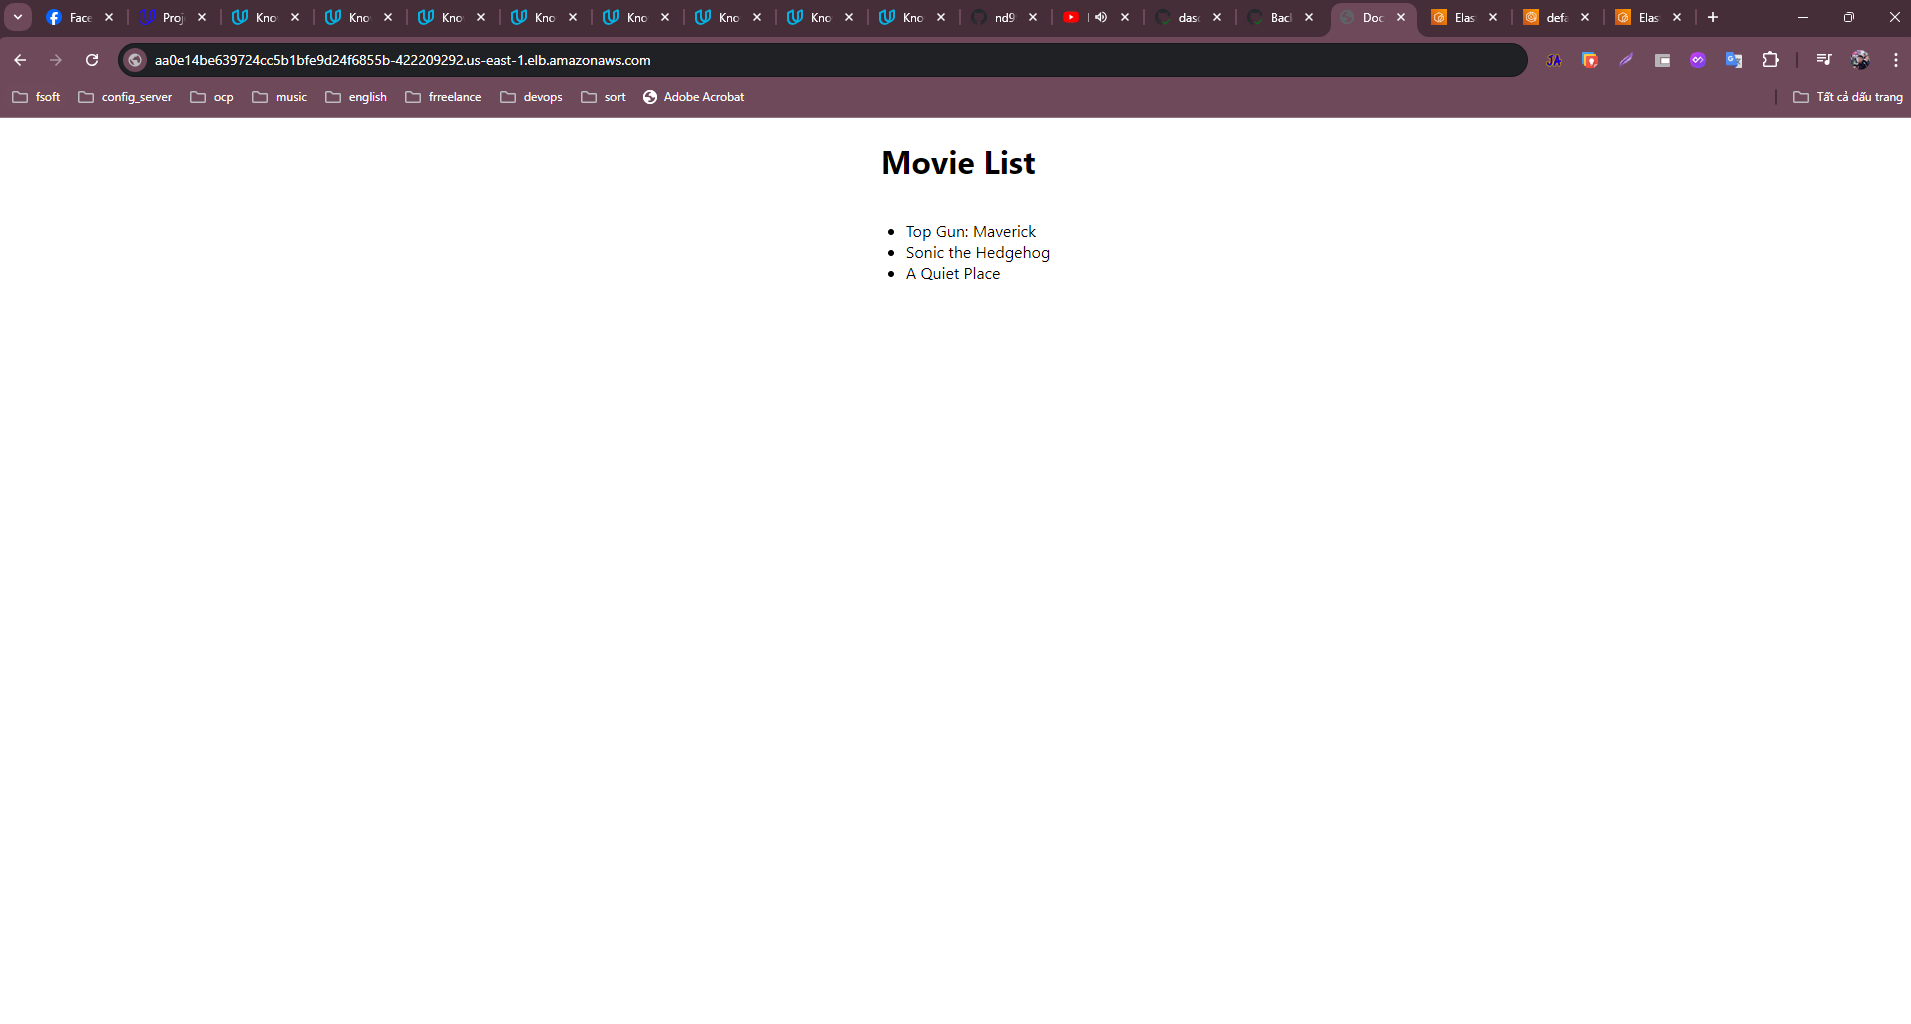 Face Proj Kno Kno Kno Kno Kno Kno Kno Kno nd9 dasc Back Doc Elas defa Elas
aa0e14be639724cc5b1bfe9d24f6855b-422209292.us-east-1.elb.amazonaws.com
fsoft config_server ocp music english frreelance devops sort Adobe Acrobat Tất cả dấu trang
Movie List
Top Gun: Maverick
Sonic the Hedgehog
A Quiet Place